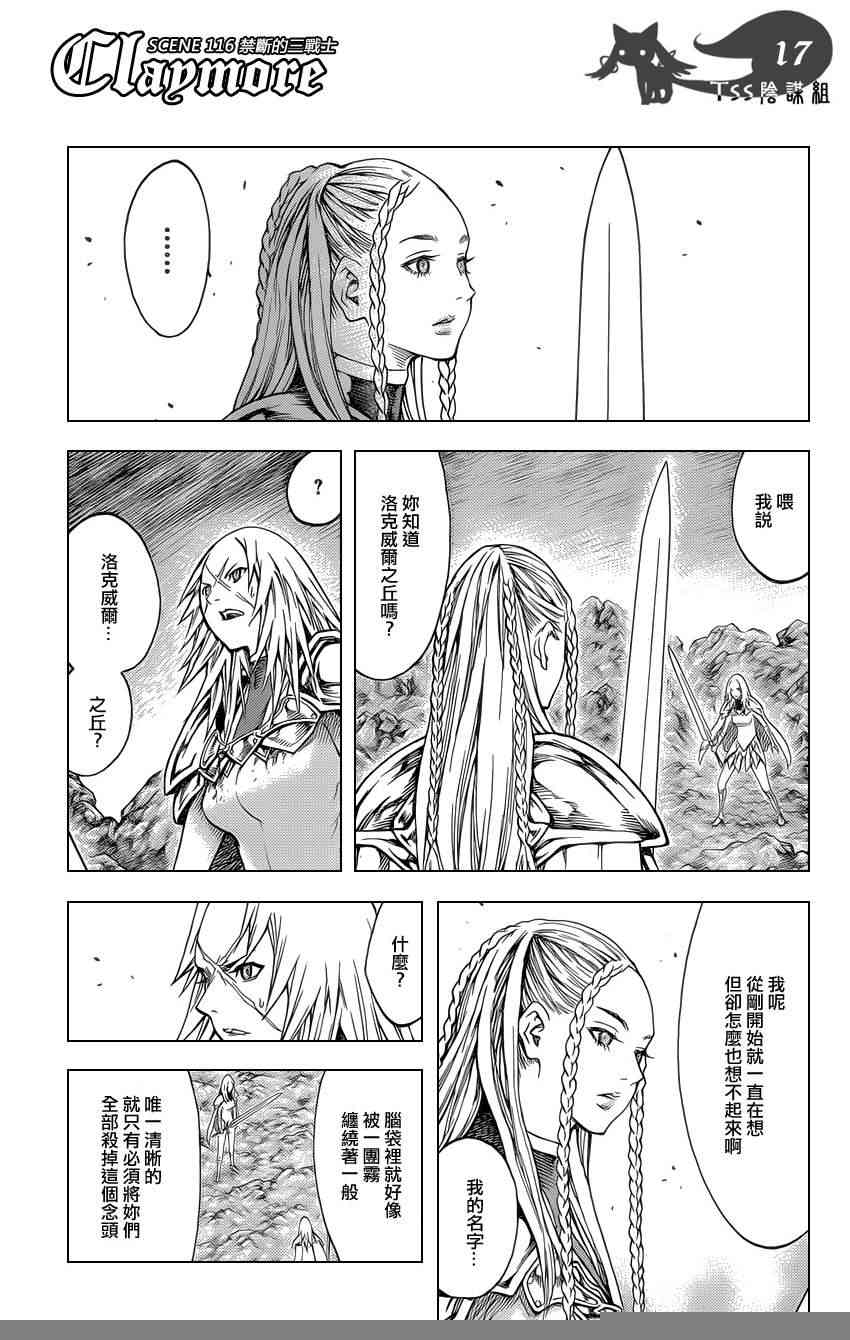 SCENE 116 禁斷的三戰士
Claymore
17
Tss陰謀組
……
喂
我説
妳知道
洛克威爾之丘嗎?
?
洛克威爾…
之丘?
我呢
從剛開始就一直在想
但卻怎麼也想不起來啊
我的名字…
什麼?
腦袋裡就好像
被一團霧
纏繞著一般
唯一清晰的
就只有必須將妳們
全部殺掉這個念頭